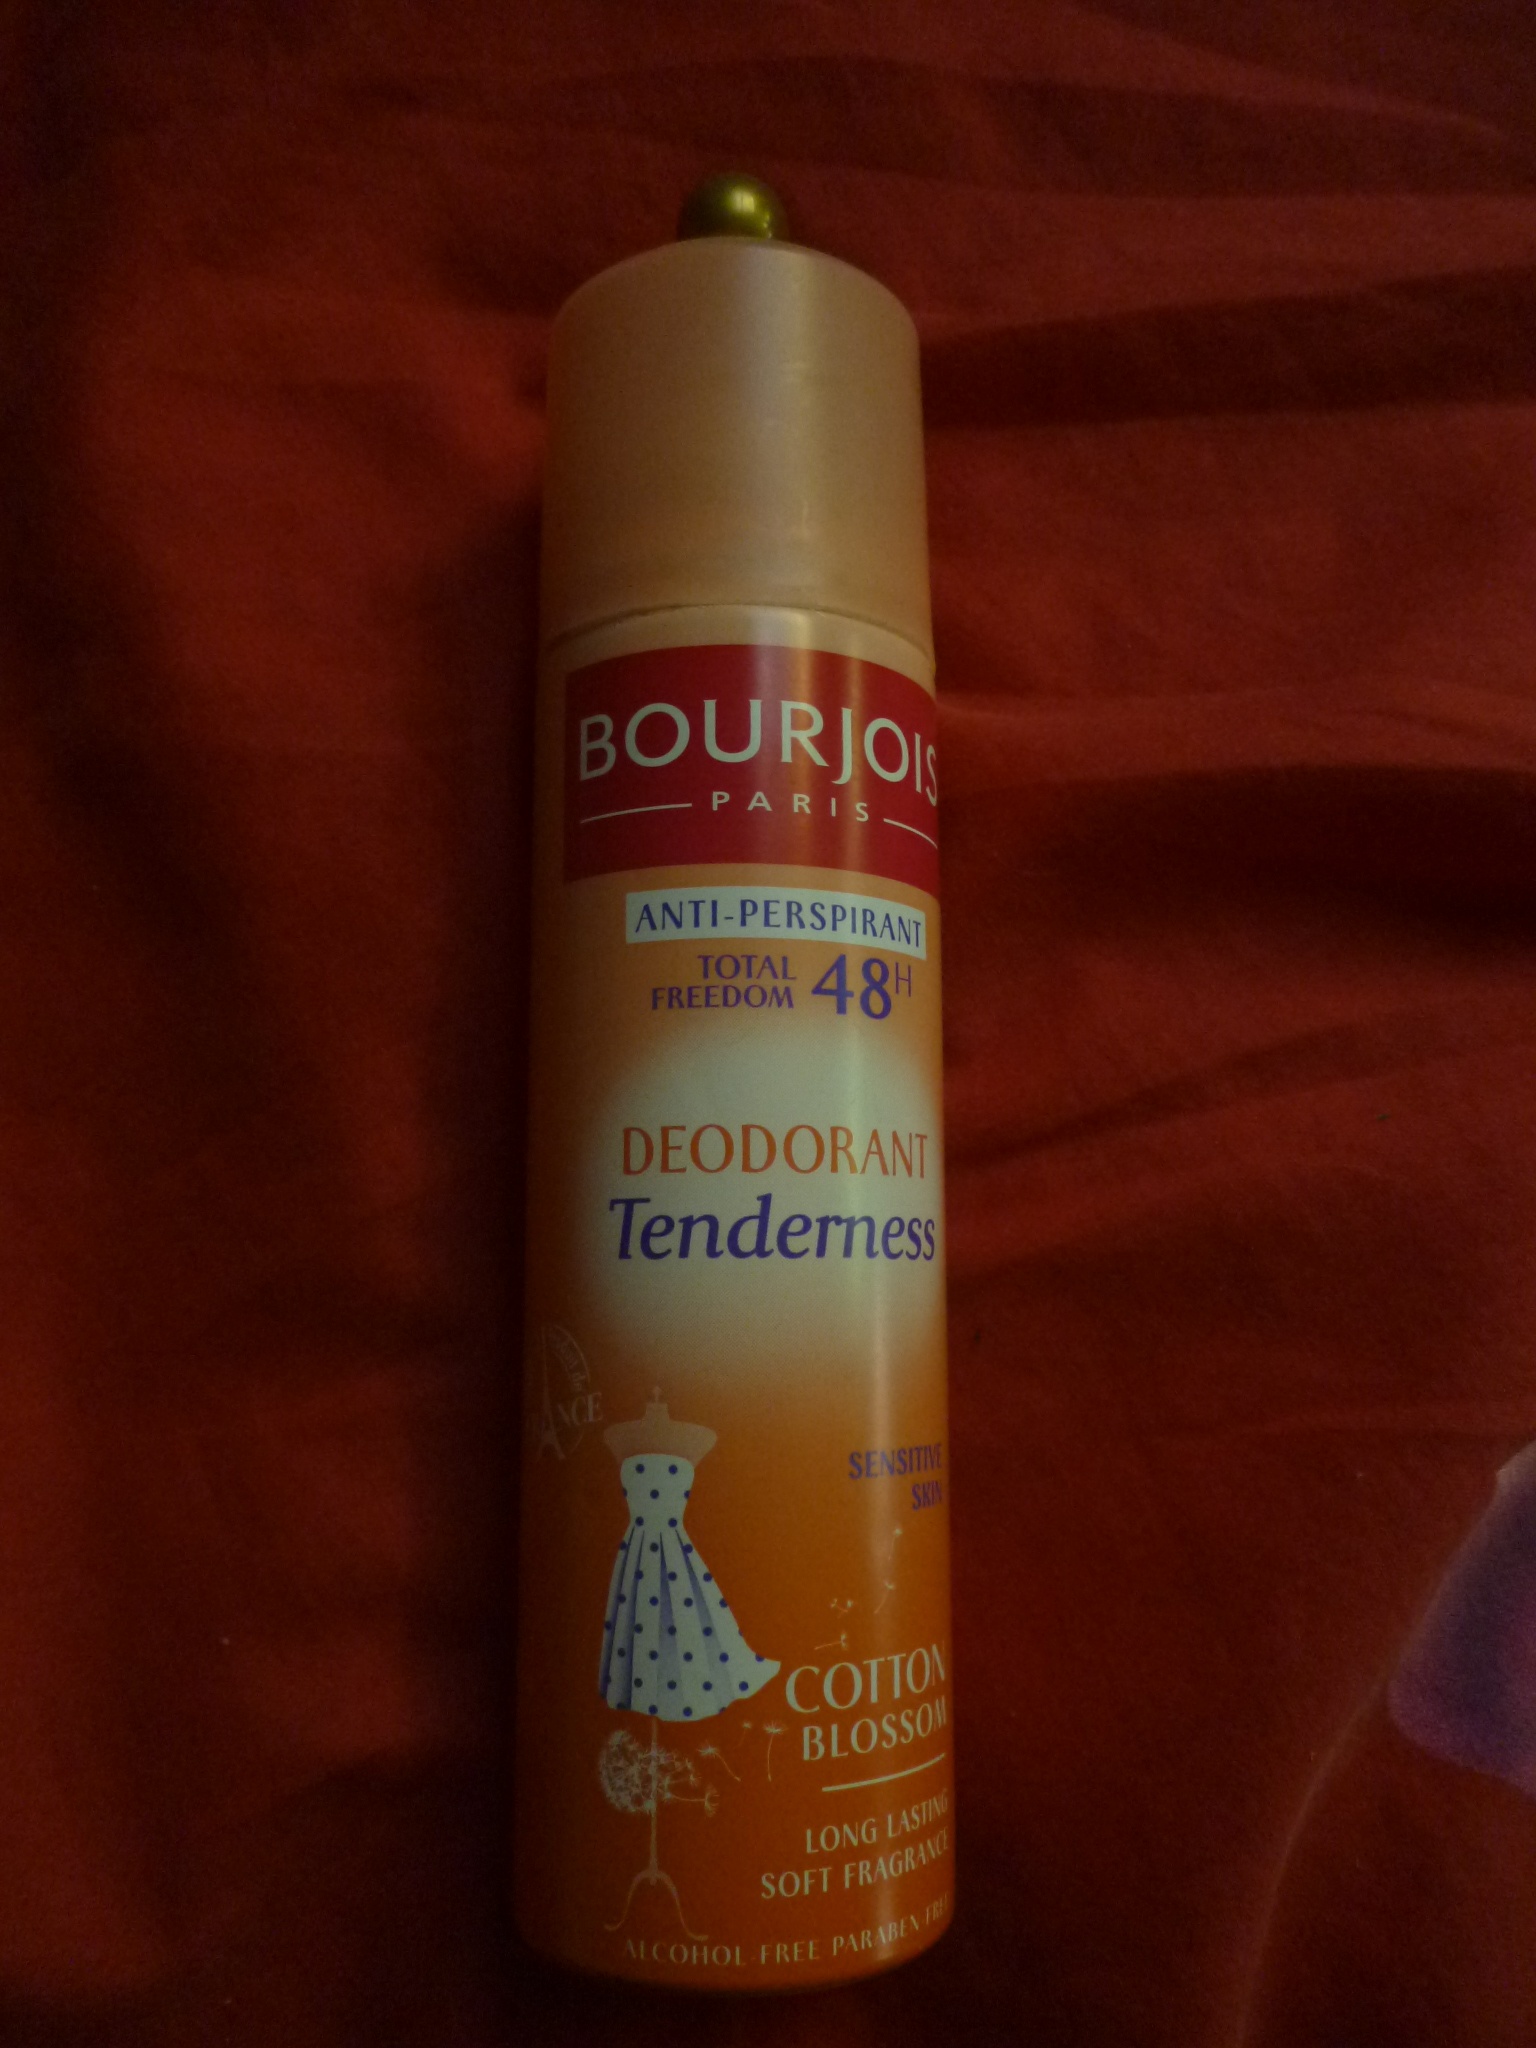 BOURJOIS
PARIS
ANTI-PERSPIRANT
TOTAL
FREEDOM 48H
DEODORANT
Tenderness
SENSITIVE
SKIN
COTTON
BLOSSOM
LONG LASTING
SOFT FRAGRANCE
ALCOHOL FREE PARABEN FREE